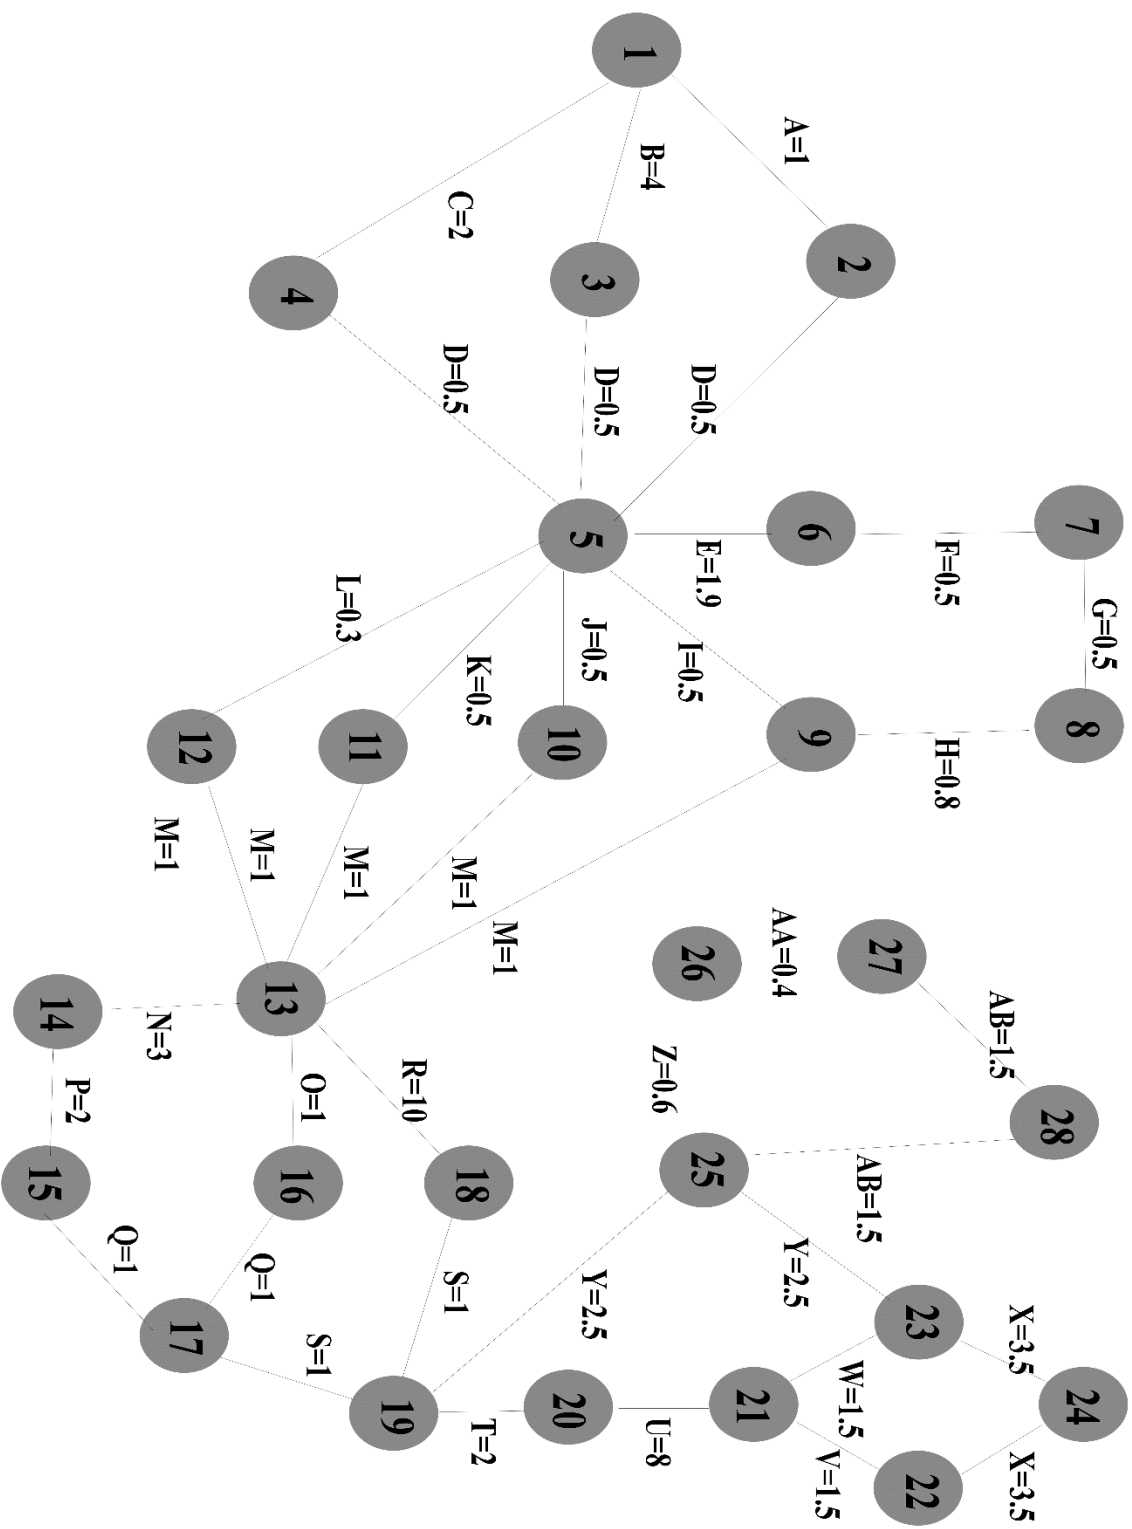 1
2
3
4
5
6
7
8
9
10
11
12
13
14
15
16
17
18
19
20
21
22
23
24
25
26
27
28
A=1
B=4
C=2
D=0.5
D=0.5
D=0.5
E=1.9
F=0.5
G=0.5
H=0.8
I=0.5
J=0.5
K=0.5
L=0.3
M=1
M=1
M=1
M=1
M=1
N=3
O=1
P=2
Q=1
Q=1
R=10
S=1
S=1
T=2
U=8
V=1.5
W=1.5
X=3.5
X=3.5
Y=2.5
Y=2.5
Z=0.6
AA=0.4
AB=1.5
AB=1.5